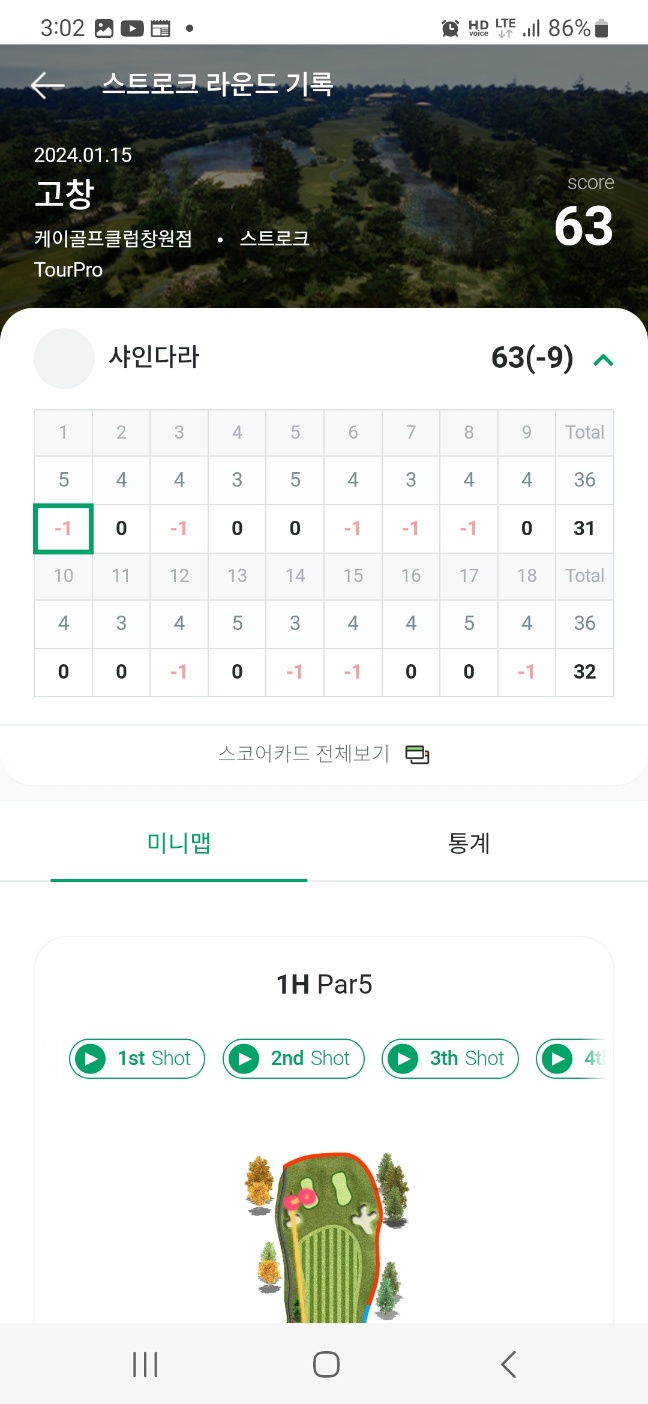 3:02 HD voice LTE 86%
스트로크 라운드 기록
2024.01.15
고창
score
63
케이골프클럽창원점 • 스트로크
TourPro
샤인다라 63(-9)
1 2 3 4 5 6 7 8 9 Total
5 4 4 3 5 4 3 4 4 36
-1 0 -1 0 0 -1 -1 -1 0 31
10 11 12 13 14 15 16 17 18 Total
4 3 4 5 3 4 4 5 4 36
0 0 -1 0 -1 -1 0 0 -1 32
스코어카드 전체보기
미니맵 통계
1H Par5
1st Shot 2nd Shot 3th Shot 4t